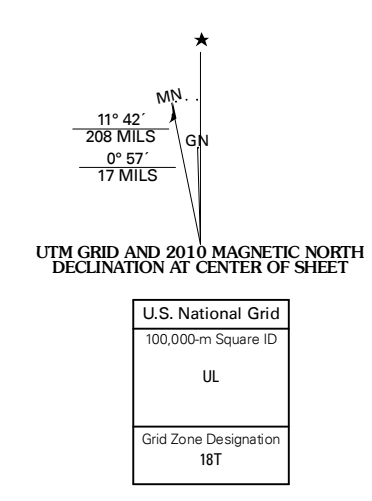 MN
11° 42´
208 MILS
GN
0° 57´
17 MILS
UTM GRID AND 2010 MAGNETIC NORTH
DECLINATION AT CENTER OF SHEET
U.S. National Grid
100,000-m Square ID
UL
Grid Zone Designation
18T